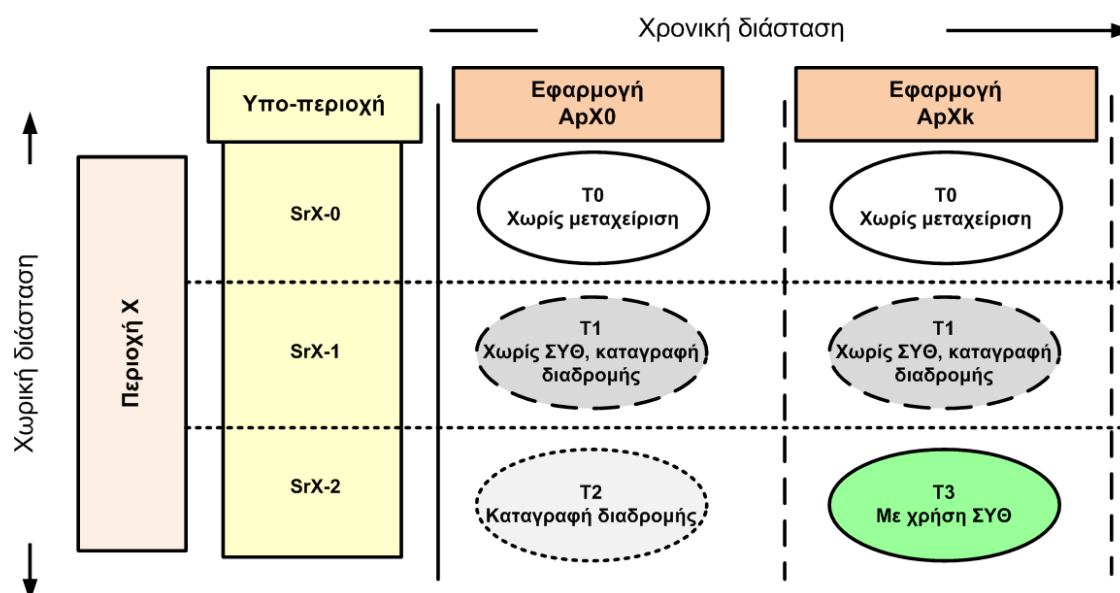 Χρονική διάσταση
Υπο-περιοχή
Εφαρμογή
ApX0
Εφαρμογή
ApXk
Χωρική διάσταση
Περιοχή X
SrX-0
T0
Χωρίς μεταχείριση
T0
Χωρίς μεταχείριση
SrX-1
T1
Χωρίς ΣΥΘ, καταγραφή
διαδρομής
T1
Χωρίς ΣΥΘ, καταγραφή
διαδρομής
SrX-2
T2
Καταγραφή διαδρομής
T3
Με χρήση ΣΥΘ